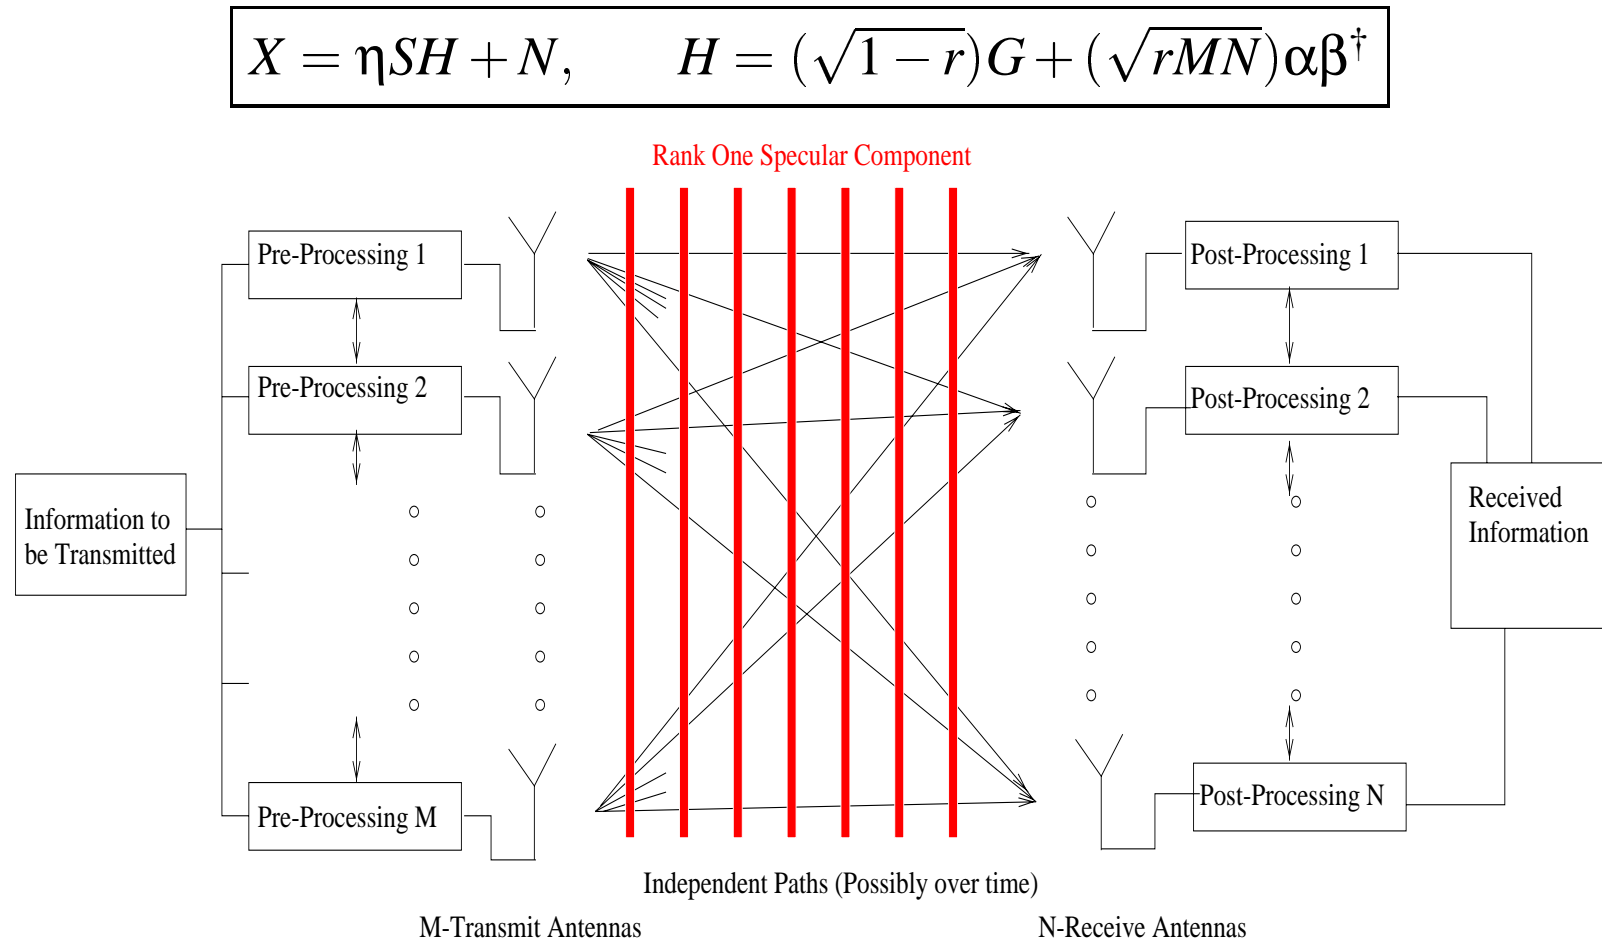 X = ηSH + N, H = (√1 − r)G + (√rMN)αβ†
Rank One Specular Component
Pre-Processing 1
Post-Processing 1
Pre-Processing 2
Post-Processing 2
Information to
be Transmitted
Received
Information
Pre-Processing M
Post-Processing N
Independent Paths (Possibly over time)
M-Transmit Antennas
N-Receive Antennas